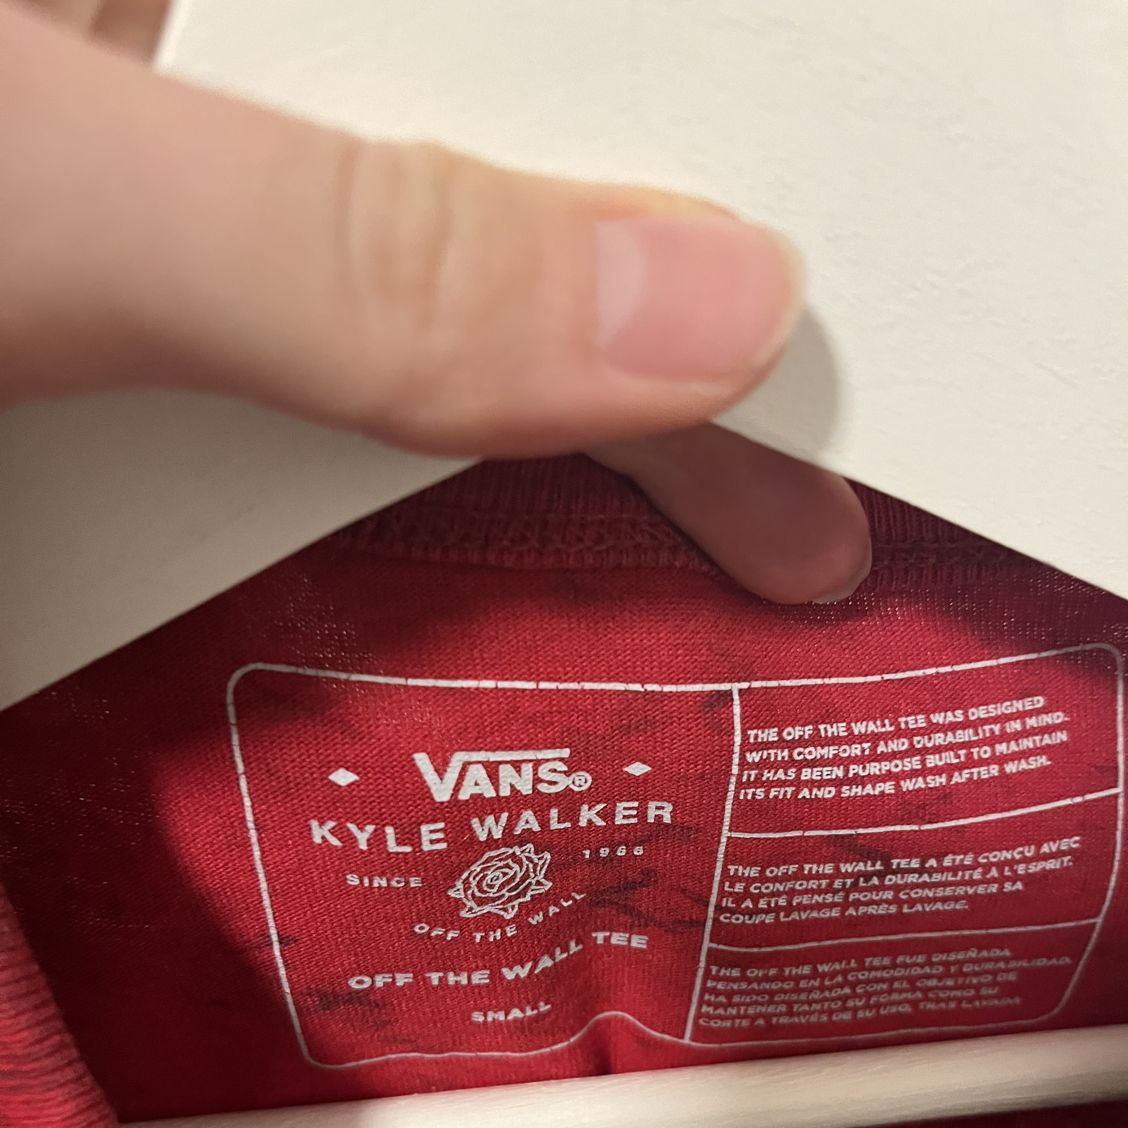 VANS®
KYLE WALKER
SINCE 1966
OFF THE WALL
OFF THE WALL TEE
SMALL
THE OFF THE WALL TEE WAS DESIGNED
WITH COMFORT AND DURABILITY IN MIND.
IT HAS BEEN PURPOSE BUILT TO MAINTAIN
ITS FIT AND SHAPE WASH AFTER WASH.
THE OFF THE WALL TEE A ÉTÉ CONÇU AVEC
LE CONFORT ET LA DURABILITÉ À L'ESPRIT.
IL A ÉTÉ PENSÉ POUR CONSERVER SA
COUPE LAVAGE APRÈS LAVAGE.
THE OFF THE WALL TEE FUE DISEÑADA
PENSANDO EN LA COMODIDAD Y DURABILIDAD.
HA SIDO DISEÑADA CON EL OBJETIVO DE
MANTENER TANTO SU FORMA COMO SU
CORTE A TRAVÉS DE SU USO, TRAS LAVADA